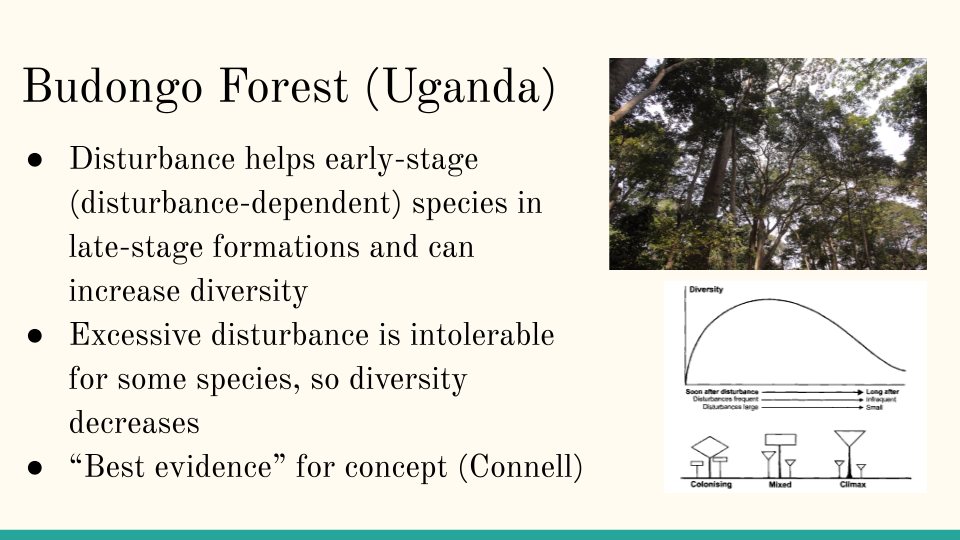 Budongo Forest (Uganda)
● Disturbance helps early-stage
(disturbance-dependent) species in
late-stage formations and can
increase diversity
● Excessive disturbance is intolerable
for some species, so diversity
decreases
● “Best evidence” for concept (Connell)
Diversity
Soon after disturbance Long after
Disturbances frequent Infrequent
Disturbances large Small
Colonising Mixed Climax